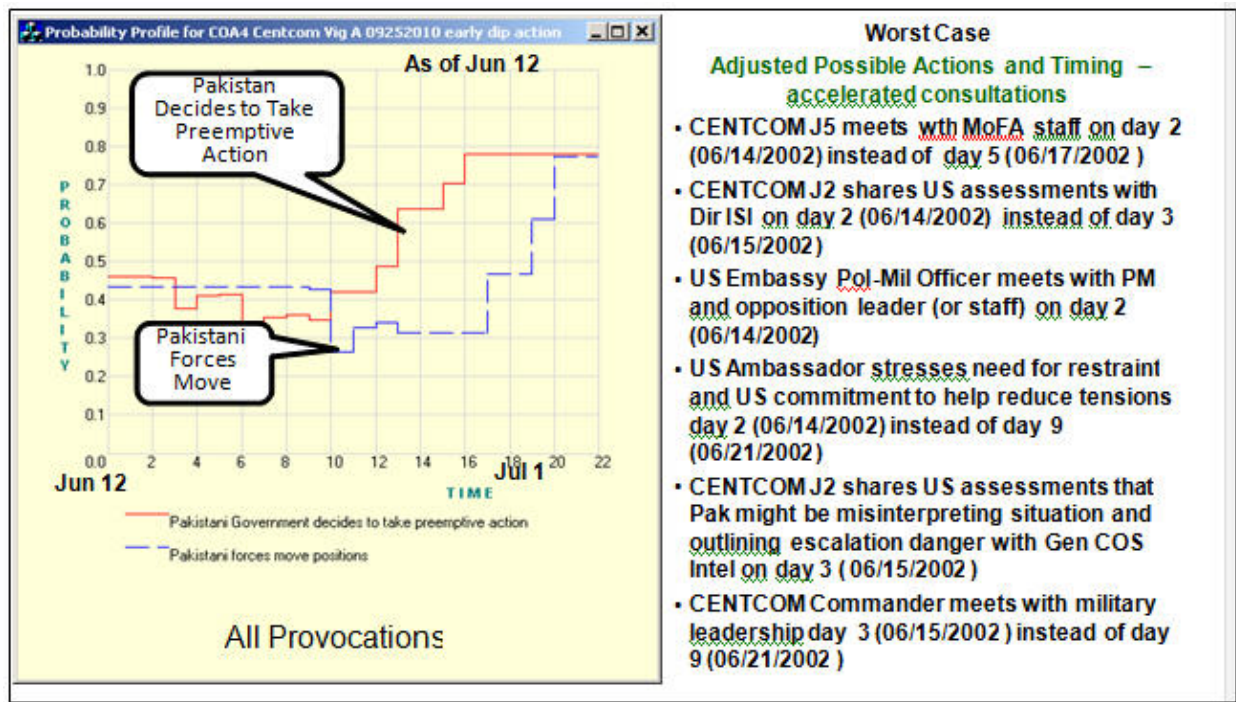 Probability Profile for COA4 Centcom Vig A 09252010 early dip action
As of Jun 12
1.0
0.9
0.8
0.7
0.6
0.5
0.4
0.3
0.2
0.1
0.0
PROBABILITY
Pakistan
Decides to Take
Preemptive
Action
Pakistani
Forces
Move
2 4 6 8 10 12 14 16 18 20 22
Jun 12
Jul 1
TIME
Pakistani Government decides to take preemptive action
Pakistani forces move positions
All Provocations
Worst Case
Adjusted Possible Actions and Timing –
accelerated consultations
▪ CENTCOM J5 meets wth MoFA staff on day 2
(06/14/2002) instead of day 5 (06/17/2002 )
▪ CENTCOM J2 shares US assessments with
Dir ISI on day 2 (06/14/2002) instead of day 3
(06/15/2002)
▪ US Embassy Pol-Mil Officer meets with PM
and opposition leader (or staff) on day 2
(06/14/2002)
▪ US Ambassador stresses need for restraint
and US commitment to help reduce tensions
day 2 (06/14/2002) instead of day 9
(06/21/2002)
▪ CENTCOM J2 shares US assessments that
Pak might be misinterpreting situation and
outlining escalation danger with Gen COS
Intel on day 3 ( 06/15/2002 )
▪ CENTCOM Commander meets with military
leadership day 3 (06/15/2002 ) instead of day
9 (06/21/2002 )